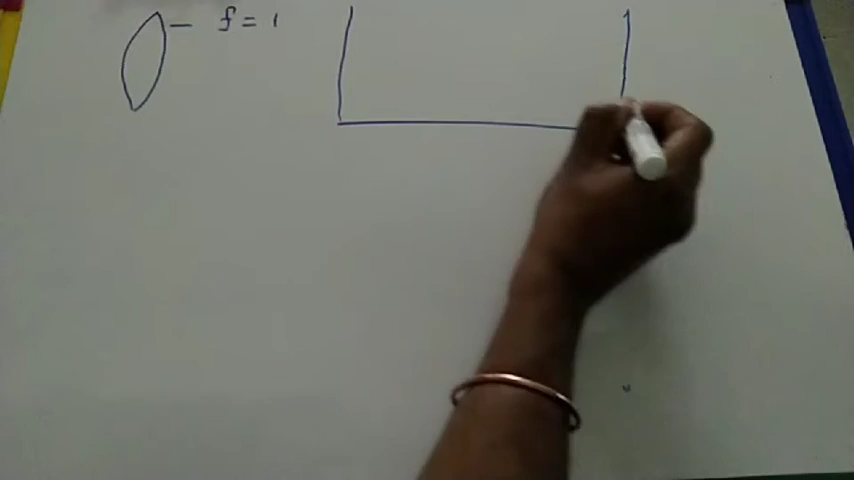 f = 1